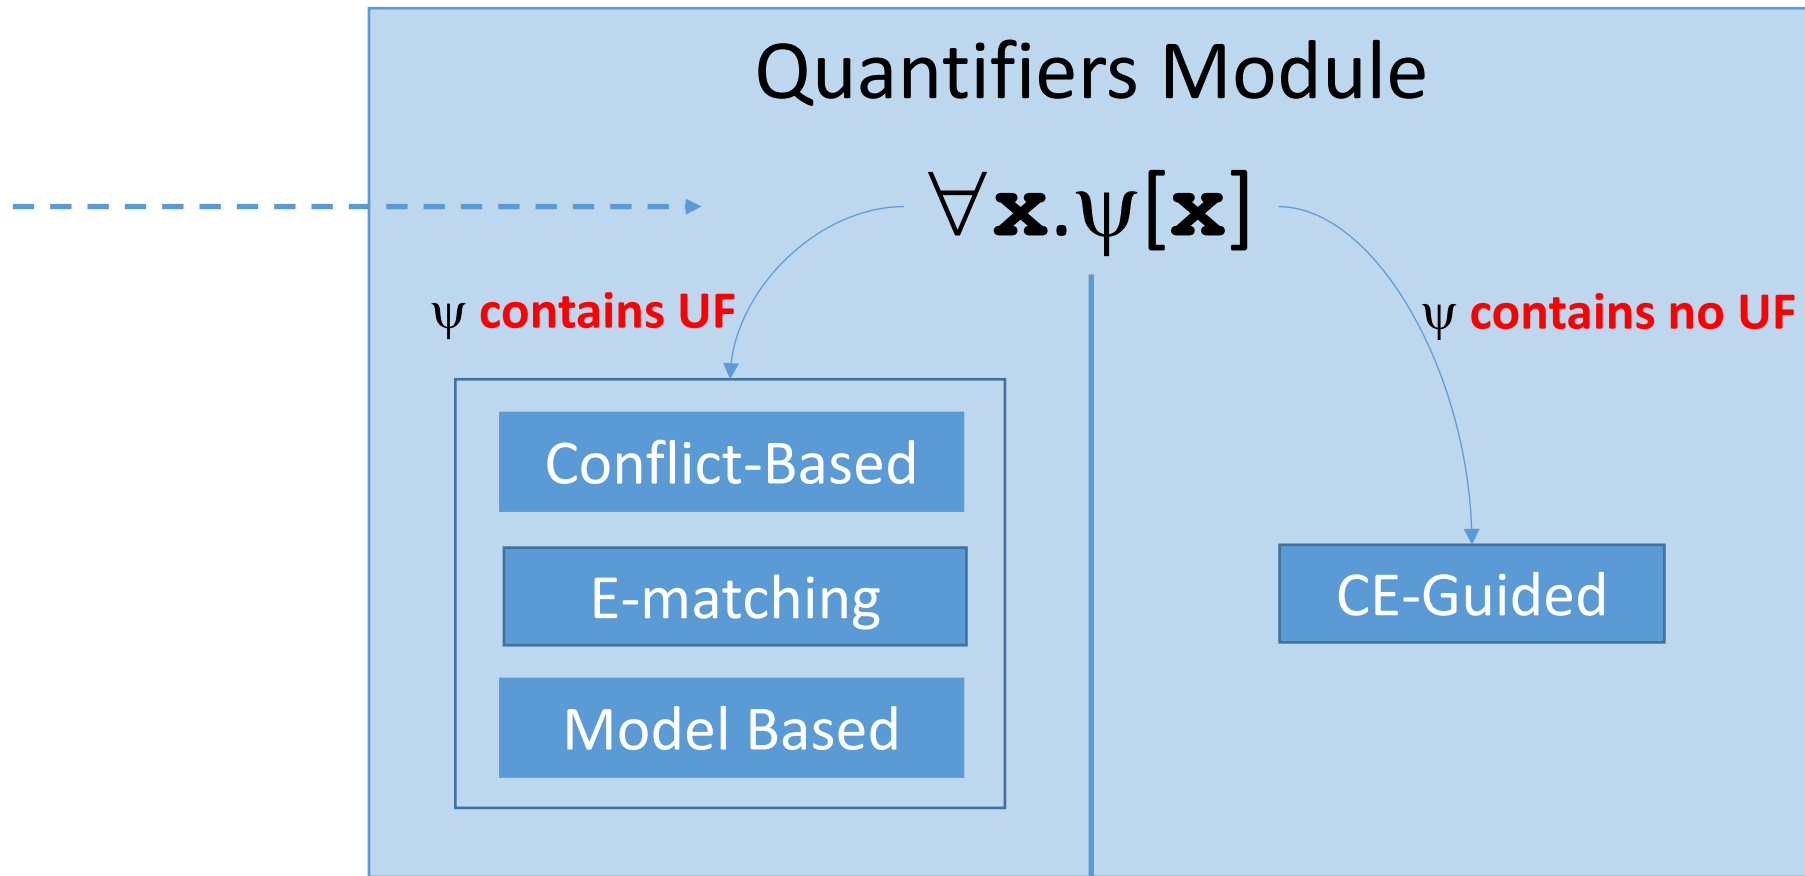 Quantifiers Module
∀x.ψ[x]
ψ contains UF
ψ contains no UF
Conflict-Based
E-matching
Model Based
CE-Guided